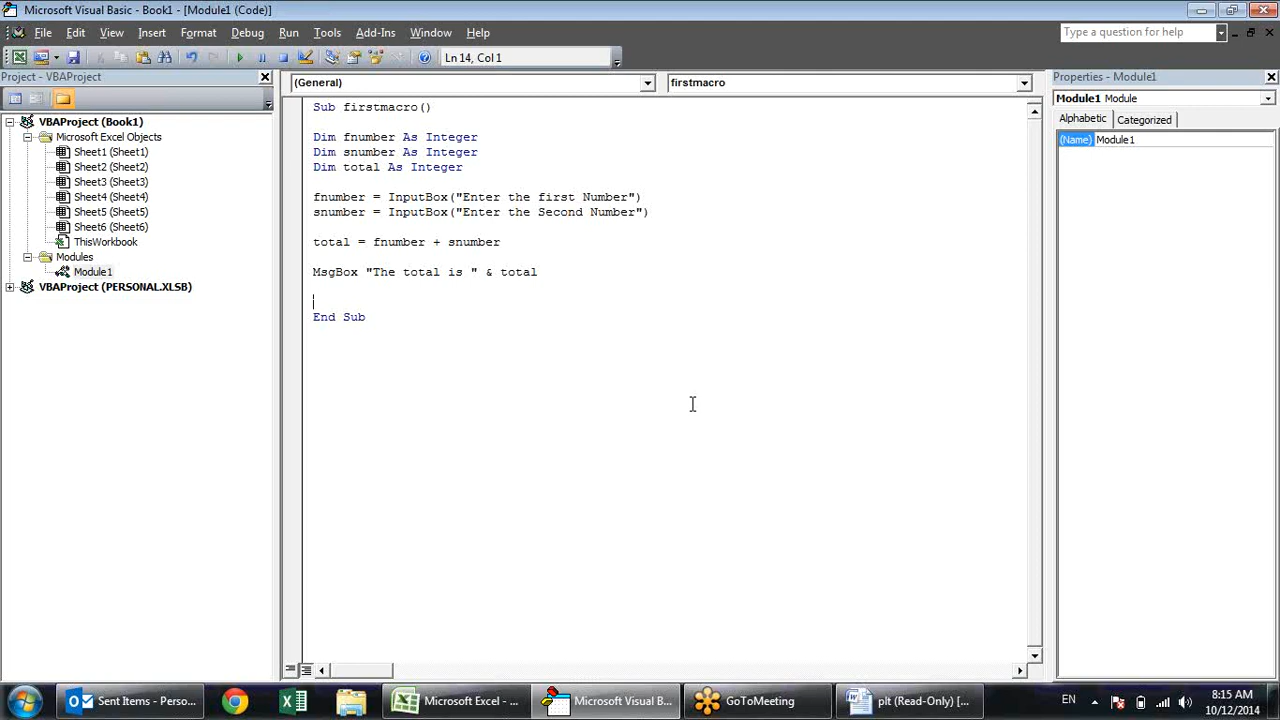 Microsoft Visual Basic - Book1 - [Module1 (Code)]
File Edit View Insert Format Debug Run Tools Add-Ins Window Help
Type a question for help
Ln 14, Col 1
Project - VBAProject
VBAProject (Book1)
Microsoft Excel Objects
Sheet1 (Sheet1)
Sheet2 (Sheet2)
Sheet3 (Sheet3)
Sheet4 (Sheet4)
Sheet5 (Sheet5)
Sheet6 (Sheet6)
ThisWorkbook
Modules
Module1
VBAProject (PERSONAL.XLSB)
(General)
firstmacro
Sub firstmacro()
Dim fnumber As Integer
Dim snumber As Integer
Dim total As Integer
fnumber = InputBox("Enter the first Number")
snumber = InputBox("Enter the Second Number")
total = fnumber + snumber
MsgBox "The total is " & total
End Sub
Properties - Module1
Module1 Module
Alphabetic Categorized
(Name) Module1
Sent Items - Perso...
Microsoft Excel - ...
Microsoft Visual B...
GoToMeeting
plt (Read-Only) [...
EN
8:15 AM
10/12/2014